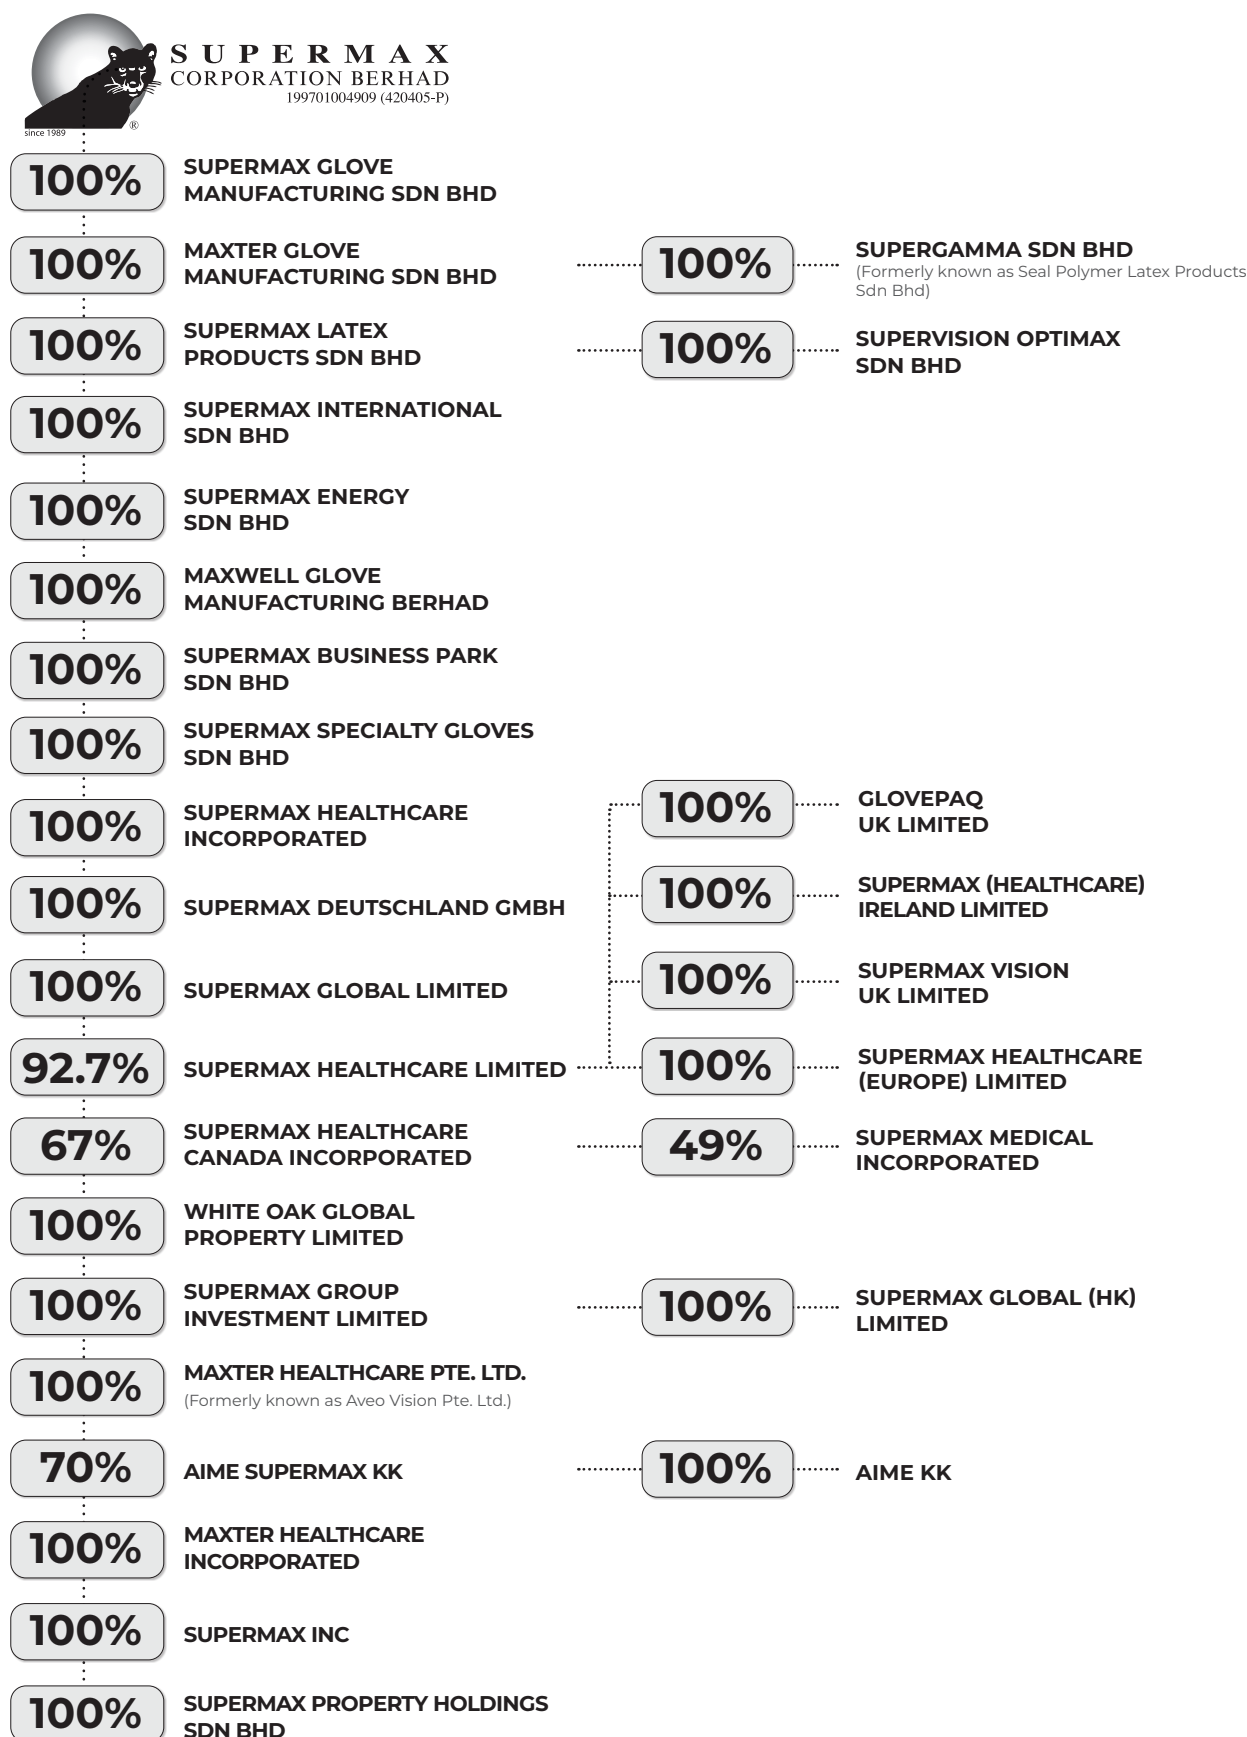 SUPERMAX
CORPORATION BERHAD
199701004909 (420405-P)
since 1989
®
100%
SUPERMAX GLOVE
MANUFACTURING SDN BHD
100%
MAXTER GLOVE
MANUFACTURING SDN BHD
100%
SUPERGAMMA SDN BHD
(Formerly known as Seal Polymer Latex Products
Sdn Bhd)
100%
SUPERMAX LATEX
PRODUCTS SDN BHD
100%
SUPERVISION OPTIMAX
SDN BHD
100%
SUPERMAX INTERNATIONAL
SDN BHD
100%
SUPERMAX ENERGY
SDN BHD
100%
MAXWELL GLOVE
MANUFACTURING BERHAD
100%
SUPERMAX BUSINESS PARK
SDN BHD
100%
SUPERMAX SPECIALTY GLOVES
SDN BHD
100%
SUPERMAX HEALTHCARE
INCORPORATED
100%
GLOVEPAQ
UK LIMITED
100%
SUPERMAX DEUTSCHLAND GMBH
100%
SUPERMAX (HEALTHCARE)
IRELAND LIMITED
100%
SUPERMAX GLOBAL LIMITED
100%
SUPERMAX VISION
UK LIMITED
92.7%
SUPERMAX HEALTHCARE LIMITED
100%
SUPERMAX HEALTHCARE
(EUROPE) LIMITED
67%
SUPERMAX HEALTHCARE
CANADA INCORPORATED
49%
SUPERMAX MEDICAL
INCORPORATED
100%
WHITE OAK GLOBAL
PROPERTY LIMITED
100%
SUPERMAX GROUP
INVESTMENT LIMITED
100%
SUPERMAX GLOBAL (HK)
LIMITED
100%
MAXTER HEALTHCARE PTE. LTD.
(Formerly known as Aveo Vision Pte. Ltd.)
70%
AIME SUPERMAX KK
100%
AIME KK
100%
MAXTER HEALTHCARE
INCORPORATED
100%
SUPERMAX INC
100%
SUPERMAX PROPERTY HOLDINGS
SDN BHD